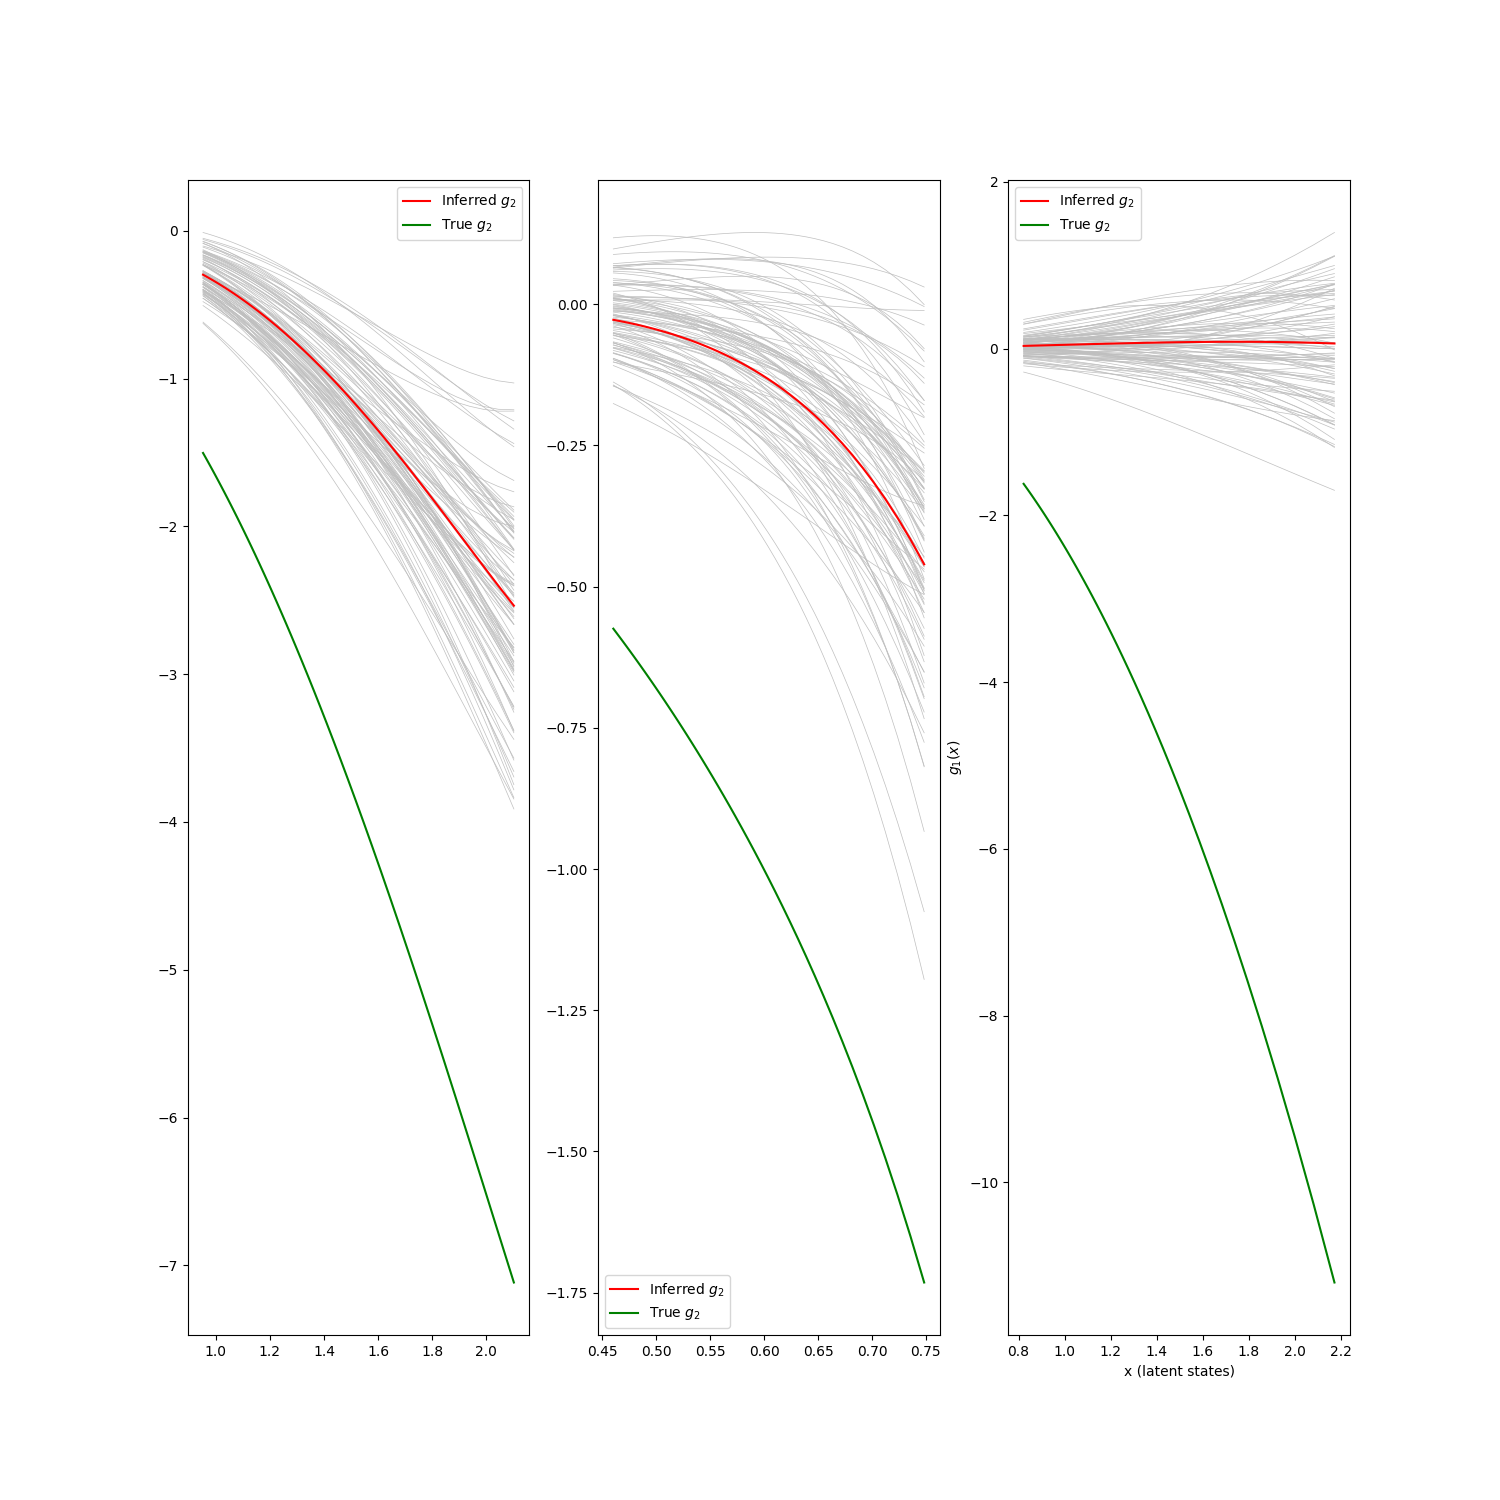 Inferred g₂
True g₂
0
−1
−2
−3
−4
−5
−6
−7
1.0 1.2 1.4 1.6 1.8 2.0
0.00
−0.25
−0.50
−0.75
−1.00
−1.25
−1.50
−1.75
Inferred g₂
True g₂
0.45 0.50 0.55 0.60 0.65 0.70 0.75
g₁(x)
Inferred g₂
True g₂
2
0
−2
−4
−6
−8
−10
0.8 1.0 1.2 1.4 1.6 1.8 2.0 2.2
x (latent states)